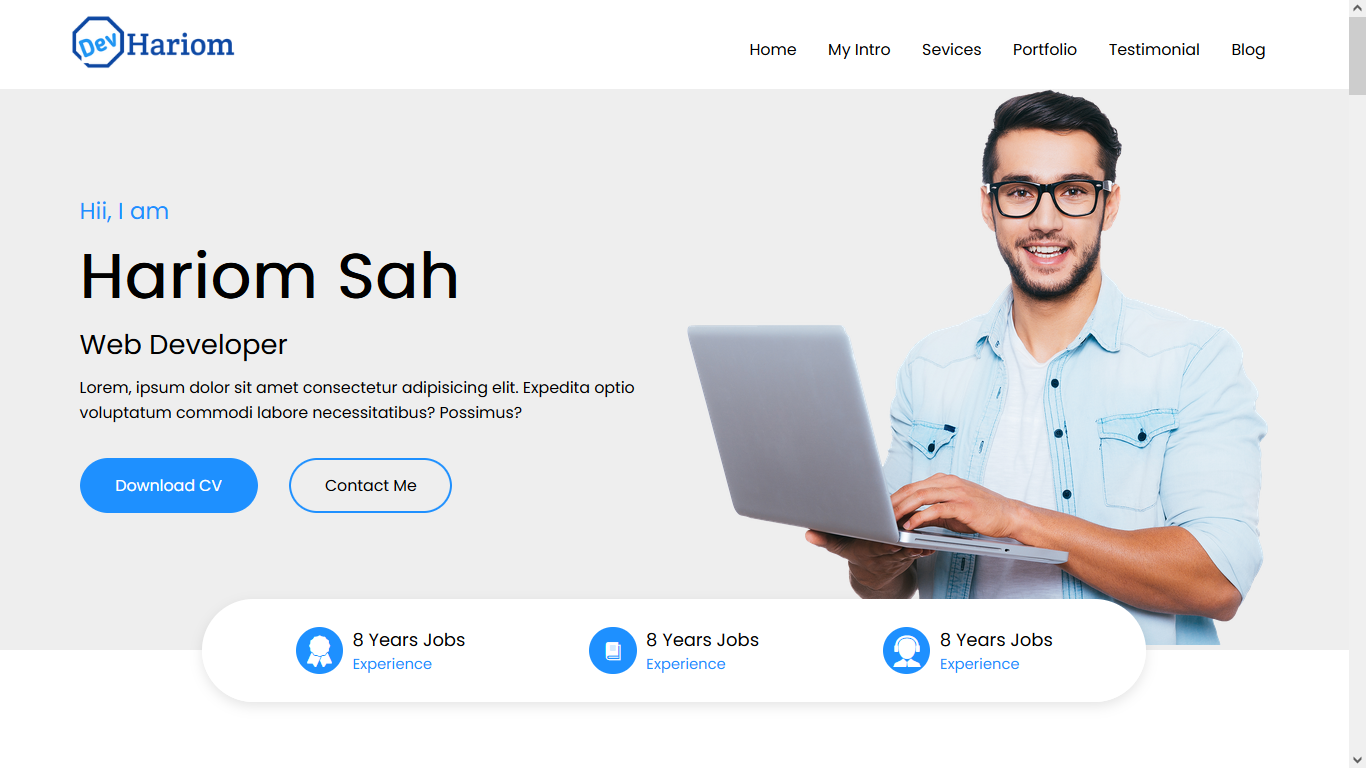 Dev Hariom
Home My Intro Sevices Portfolio Testimonial Blog
Hii, I am
Hariom Sah
Web Developer
Lorem, ipsum dolor sit amet consectetur adipisicing elit. Expedita optio
voluptatum commodi labore necessitatibus? Possimus?
Download CV Contact Me
8 Years Jobs
Experience
8 Years Jobs
Experience
8 Years Jobs
Experience